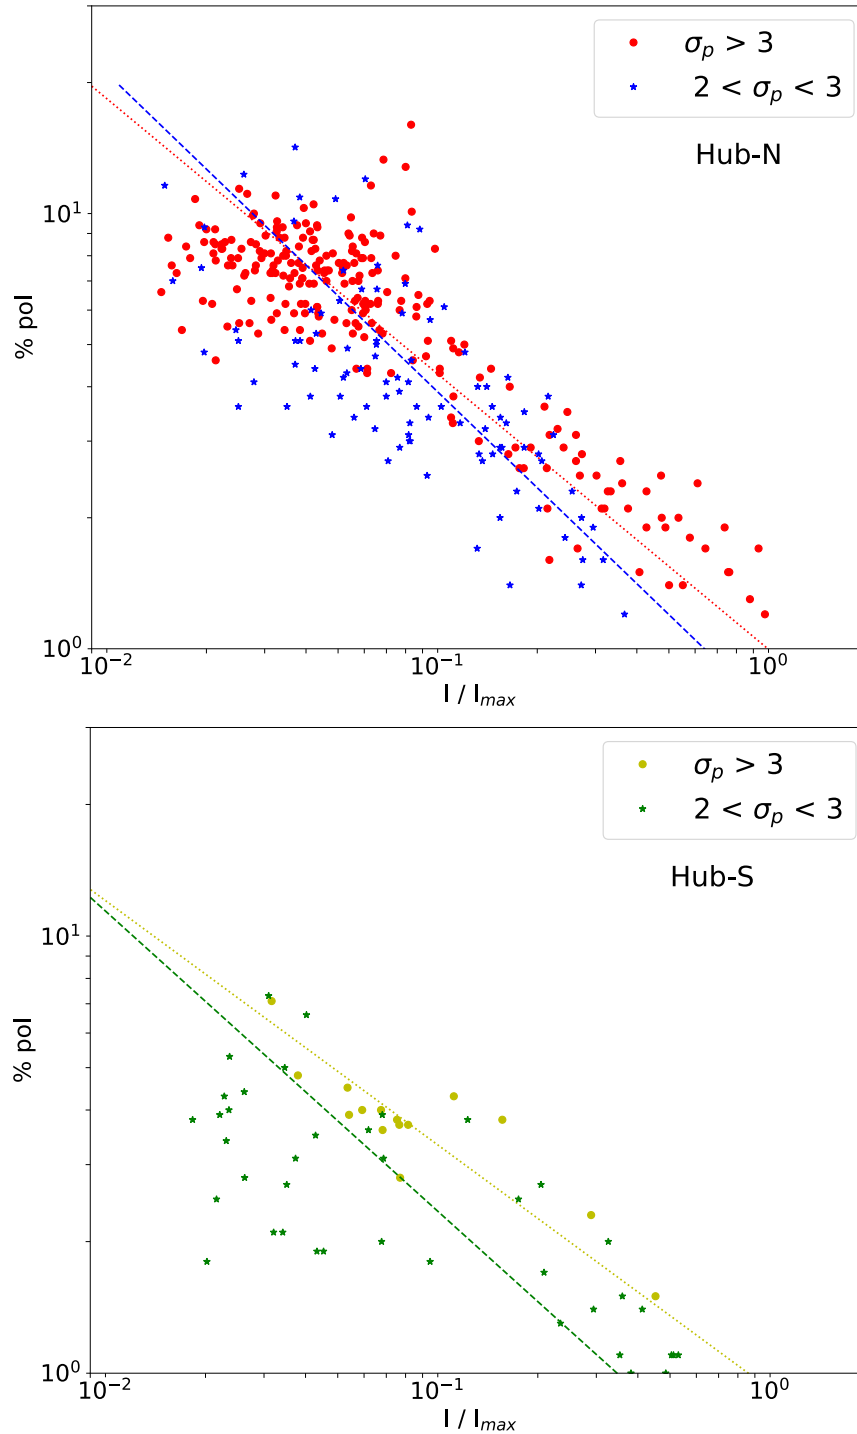 σₚ > 3
2 < σₚ < 3
Hub-N
10¹
% pol
10⁰
10⁻²
10⁻¹
10⁰
I / Iₘₐₓ
σₚ > 3
2 < σₚ < 3
Hub-S
10¹
% pol
10⁰
10⁻²
10⁻¹
10⁰
I / Iₘₐₓ